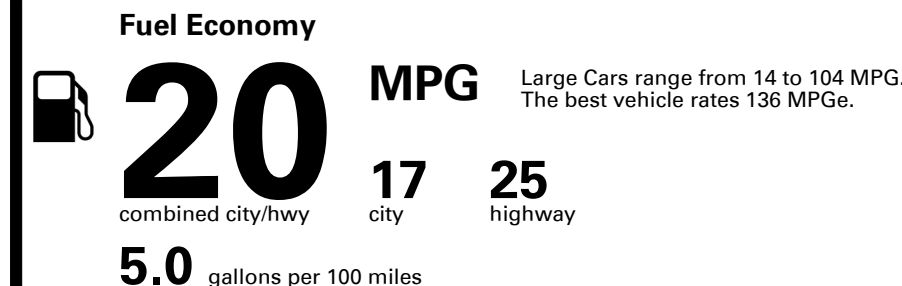 Fuel Economy
20
MPG
Large Cars range from 14 to 104 MPG.
The best vehicle rates 136 MPGe.
combined city/hwy
17
city
25
highway
5.0 gallons per 100 miles